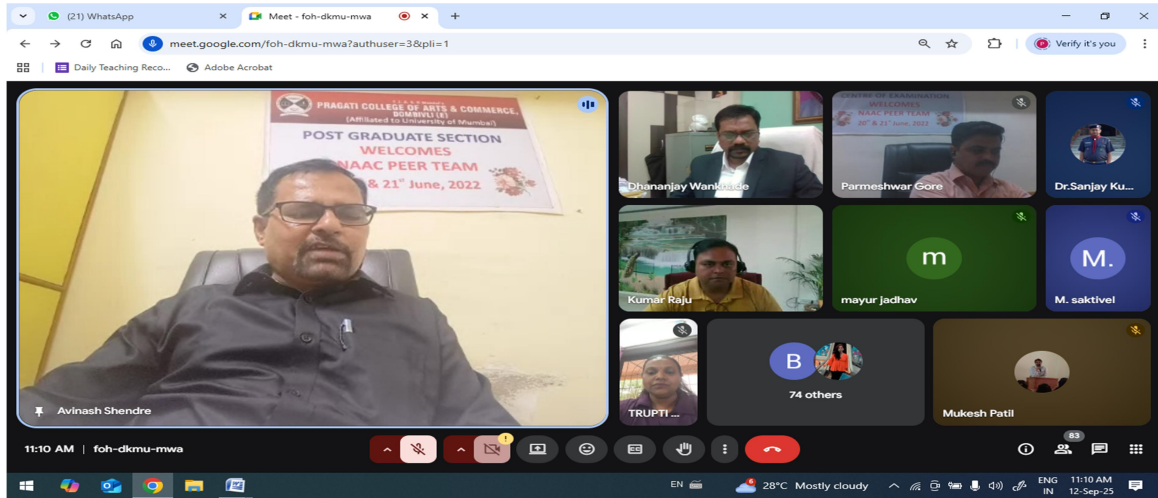 (21) WhatsApp
Meet - foh-dkmu-mwa
meet.google.com/foh-dkmu-mwa?authuser=3&pli=1
Verify it's you
Daily Teaching Reco...
Adobe Acrobat
PRAGATI COLLEGE OF ARTS & COMMERCE,
DOMBIVLI (E)
(Affiliated to University of Mumbai)
POST GRADUATE SECTION
WELCOMES
NAAC PEER TEAM
& 21st June, 2022
Avinash Shendre
Dhananjay Wankhade
CENTRE OF EXAMINATION
WELCOMES
NAAC PEER TEAM
20th & 21st June, 2022
Parmeshwar Gore
Dr.Sanjay Ku...
Kumar Raju
m
mayur jadhav
M.
M. saktivel
TRUPTI ...
B
74 others
Mukesh Patil
11:10 AM | foh-dkmu-mwa
83
EN
28°C Mostly cloudy
ENG
IN
11:10 AM
12-Sep-25